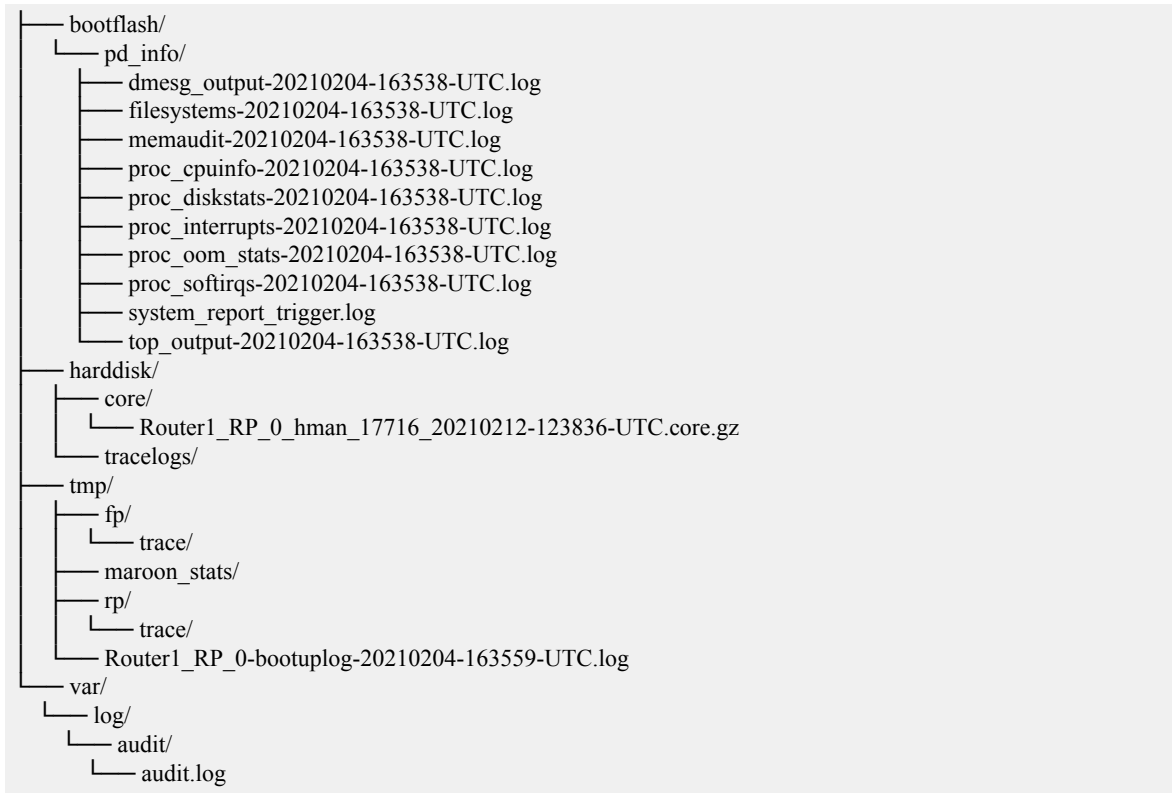 bootflash/
pd_info/
dmesg_output-20210204-163538-UTC.log
filesystems-20210204-163538-UTC.log
memaudit-20210204-163538-UTC.log
proc_cpuinfo-20210204-163538-UTC.log
proc_diskstats-20210204-163538-UTC.log
proc_interrupts-20210204-163538-UTC.log
proc_oom_stats-20210204-163538-UTC.log
proc_softirqs-20210204-163538-UTC.log
system_report_trigger.log
top_output-20210204-163538-UTC.log
harddisk/
core/
Router1_RP_0_hman_17716_20210212-123836-UTC.core.gz
tracelogs/
tmp/
fp/
trace/
maroon_stats/
rp/
trace/
Router1_RP_0-bootuplog-20210204-163559-UTC.log
var/
log/
audit/
audit.log